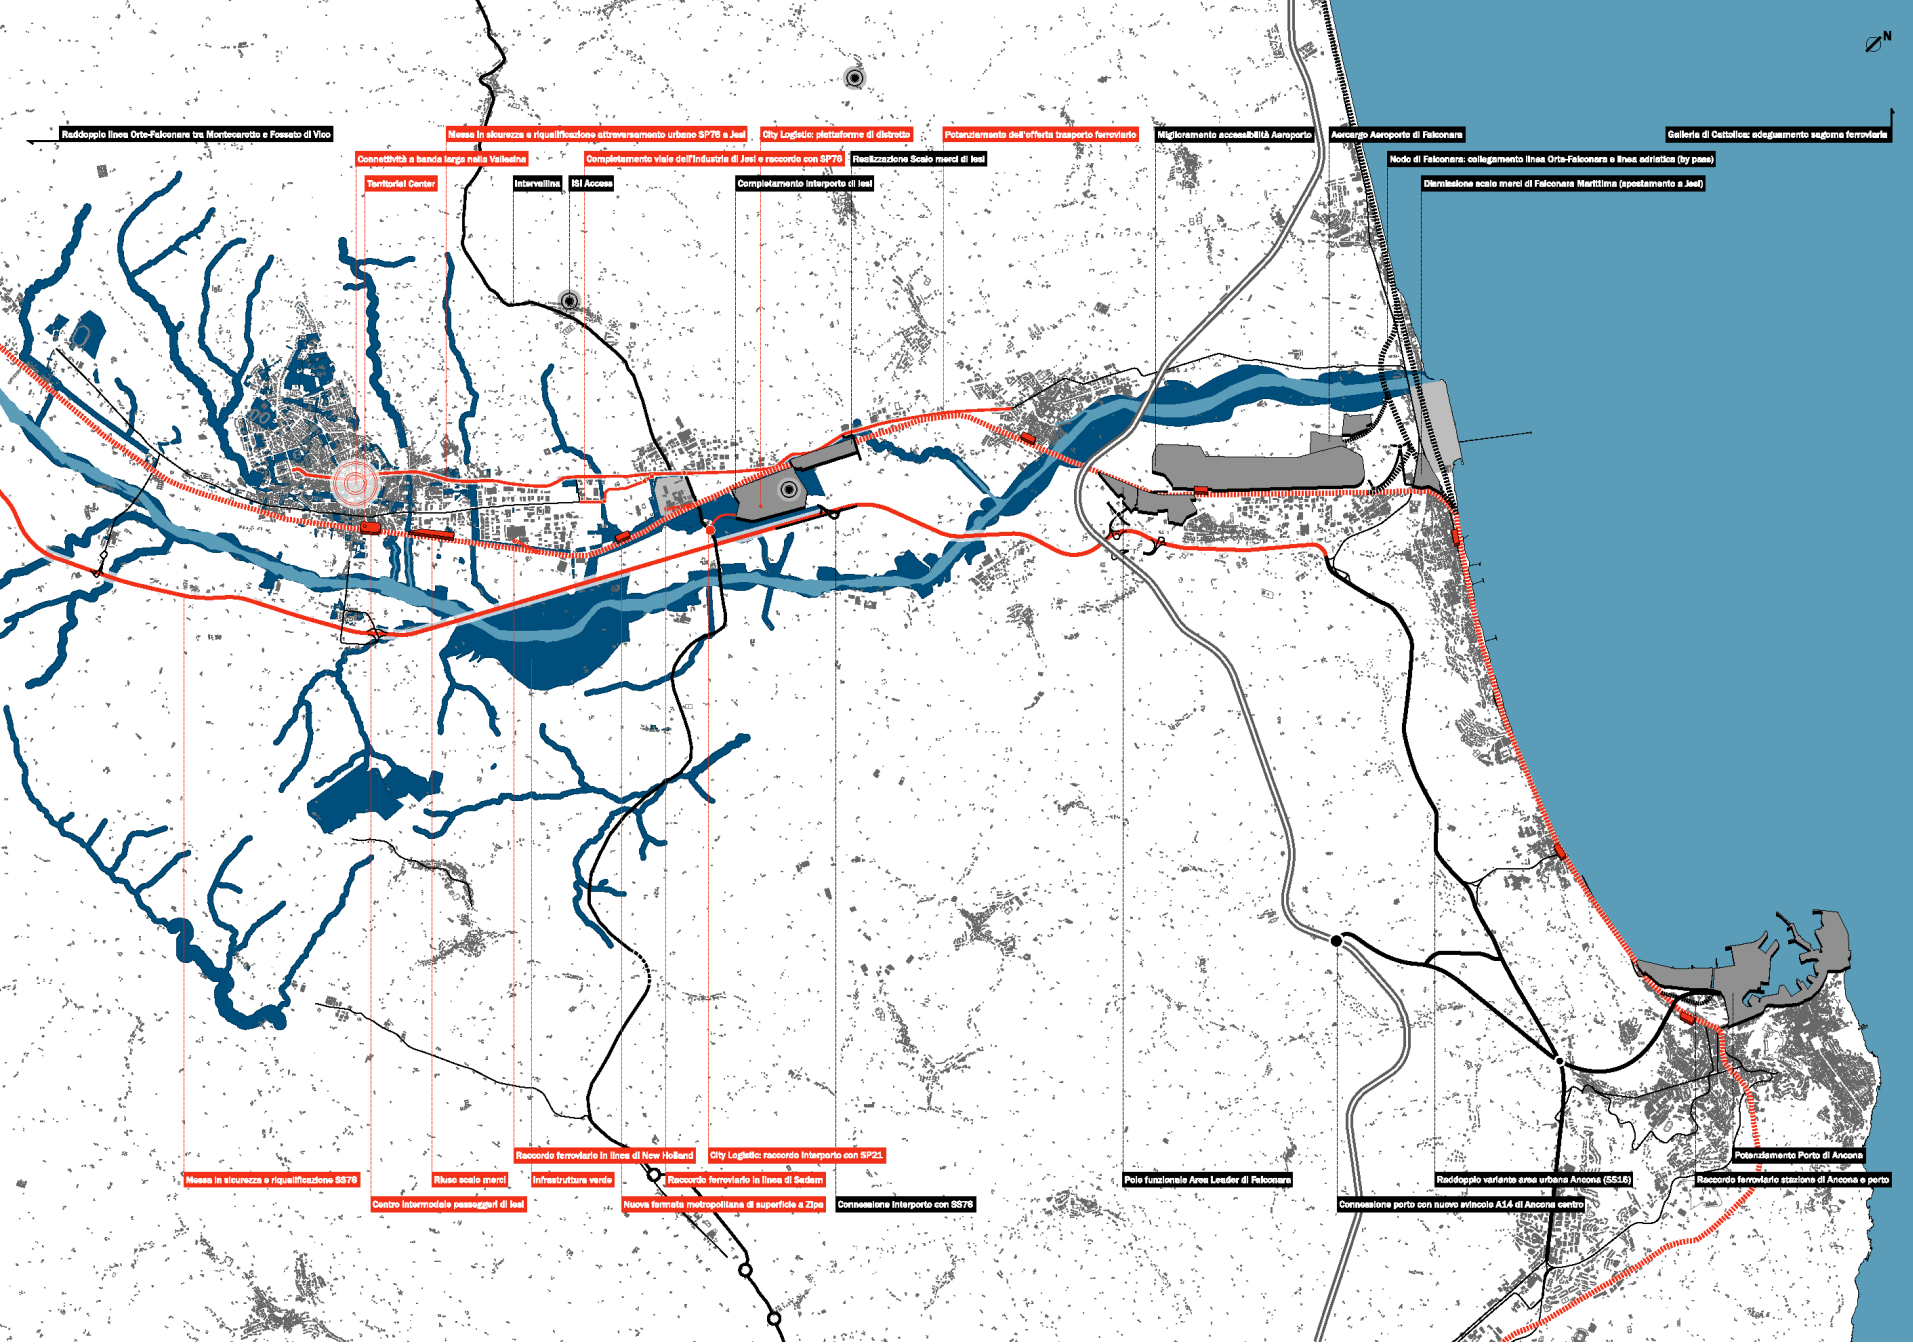 N
Raddoppio linea Orte-Falconara tra Montecarotto e Fossato di Vico
Messa in sicurezza e riqualificazione attraversamento urbano SP76 a Jesi
City Logistic: piattaforme di distretto
Potenziamento dell'offerta trasporto ferroviario
Miglioramento accessibilità Aeroporto
Aercargo Aeroporto di Falconara
Galleria di Cattolica: adeguamento sagoma ferroviaria
Connettività a banda larga nella Vallesina
Completamento viale dell'Industria di Jesi e raccordo con SP76
Realizzazione Scalo merci di Iesi
Nodo di Falconara: collegamento linea Orte-Falconara e linea adriatica (by pass)
Territorial Center
Intervallina
ISI Access
Completamento Interporto di Iesi
Dismissione scalo merci di Falconara Marittima (spostamento a Jesi)
Raccordo ferroviario in linea di New Holland
City Logistic: raccordo Interporto con SP21
Potenziamento Porto di Ancona
Messa in sicurezza e riqualificazione SS76
Riuso scalo merci
Infrastrutture verde
Raccordo ferroviario in linea di Sadam
Polo funzionale Area Leader di Falconara
Raddoppio variante area urbana Ancona (SS16)
Raccordo ferroviario stazione di Ancona e porto
Centro Intermodale passeggeri di Iesi
Nuova fermata metropolitana di superficie a Zipa
Connessione Interporto con SS76
Connessione porto con nuovo svincolo A14 di Ancona centro